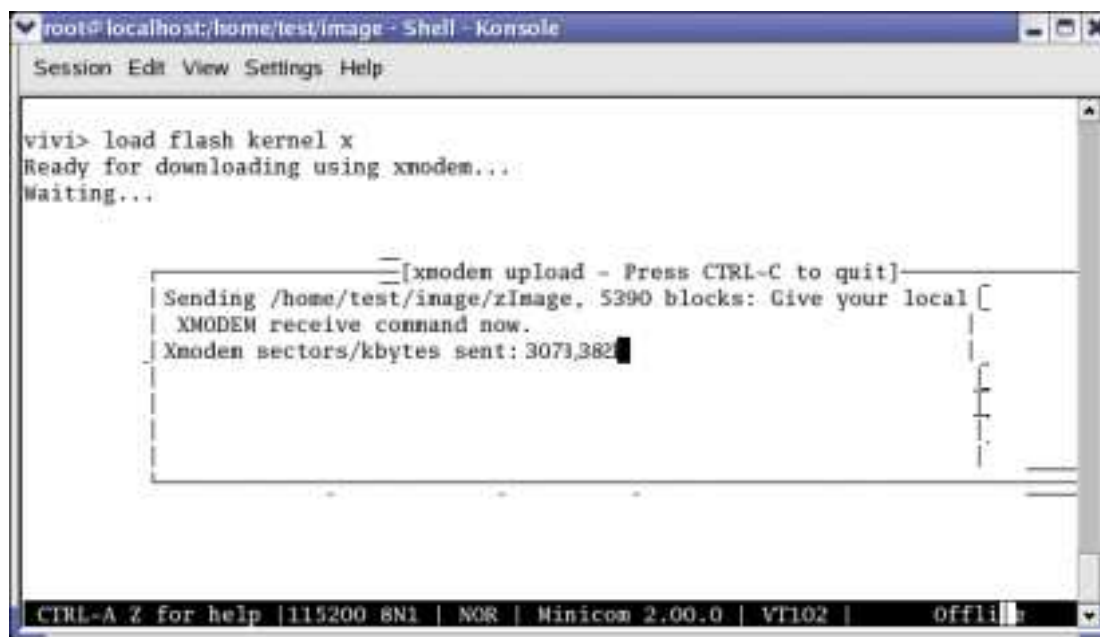 root@localhost:/home/test/image - Shell - Konsole
Session Edit View Settings Help
vivi> load flash kernel x
Ready for downloading using xmodem...
Waiting...
[xmodem upload - Press CTRL-C to quit]
Sending /home/test/image/zImage, 5390 blocks: Give your local
XMODEM receive command now.
Xmodem sectors/kbytes sent:
CTRL-A Z for help |115200 8N1 | NOR | Minicom 2.00.0 | VT102 |